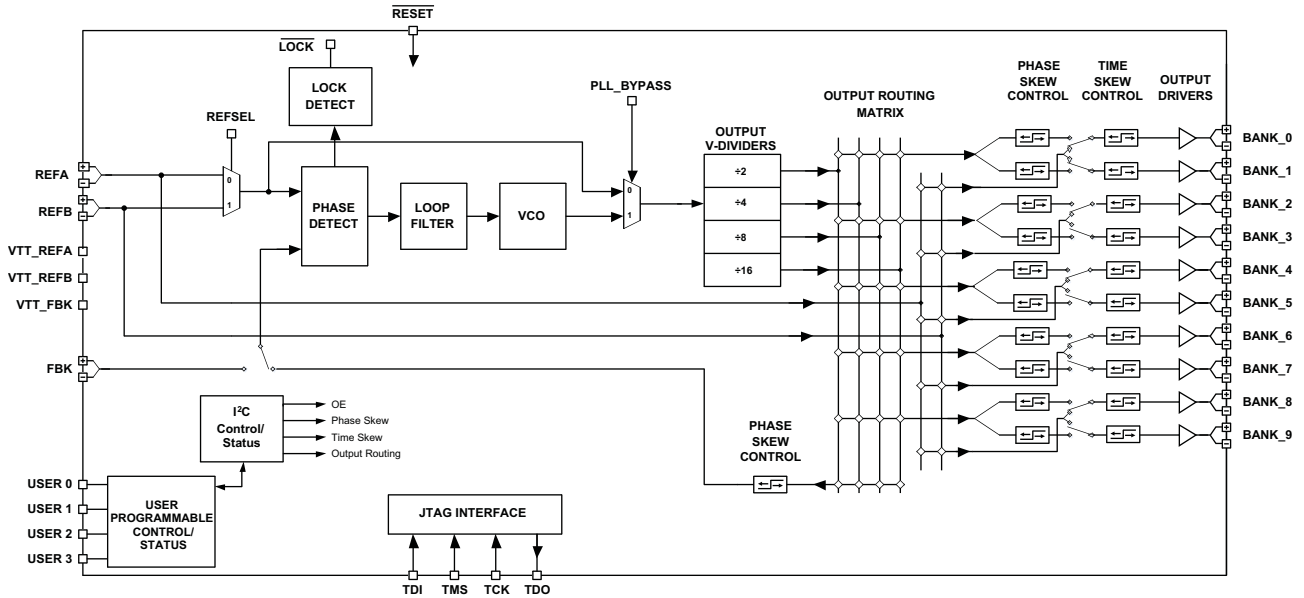 RESET
LOCK
LOCK
DETECT
REFSEL
PLL_BYPASS
OUTPUT ROUTING
MATRIX
PHASE
SKEW
CONTROL
TIME
SKEW
CONTROL
OUTPUT
DRIVERS
OUTPUT
V-DIVIDERS
÷2
÷4
÷8
÷16
REFA
+
−
REFB
+
−
0
1
PHASE
DETECT
LOOP
FILTER
VCO
0
1
VTT_REFA
VTT_REFB
VTT_FBK
FBK
+
−
BANK_0
+
−
BANK_1
+
−
BANK_2
+
−
BANK_3
+
−
BANK_4
+
−
BANK_5
+
−
BANK_6
+
−
BANK_7
+
−
BANK_8
+
−
BANK_9
+
−
I²C
Control/
Status
OE
Phase Skew
Time Skew
Output Routing
PHASE
SKEW
CONTROL
USER 0
USER 1
USER 2
USER 3
USER
PROGRAMMABLE
CONTROL/
STATUS
JTAG INTERFACE
TDI
TMS
TCK
TDO